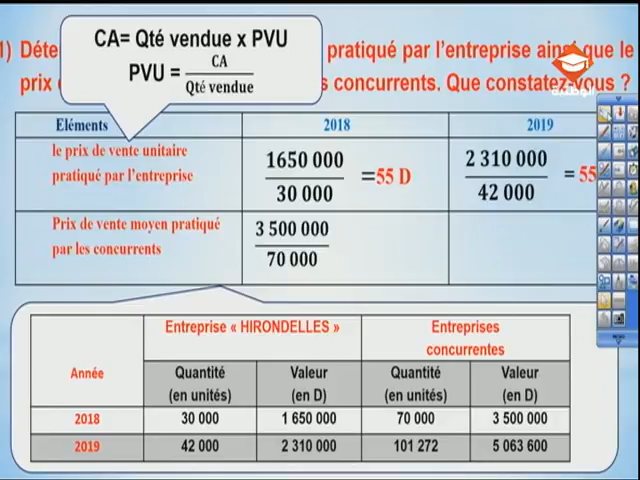 CA= Qté vendue x PVU
PVU = CA / Qté vendue
1) Déte pratiqué par l'entreprise ainsi que le
prix s concurrents. Que constatez-vous ?
الوطنية
Eléments 2018 2019
le prix de vente unitaire
pratiqué par l'entreprise
1650 000 / 30 000 =55 D
2 310 000 / 42 000 = 55
Prix de vente moyen pratiqué
par les concurrents
3 500 000 / 70 000
Entreprise « HIRONDELLES » Entreprises
concurrentes
Année
Quantité Valeur Quantité Valeur
(en unités) (en D) (en unités) (en D)
2018 30 000 1 650 000 70 000 3 500 000
2019 42 000 2 310 000 101 272 5 063 600